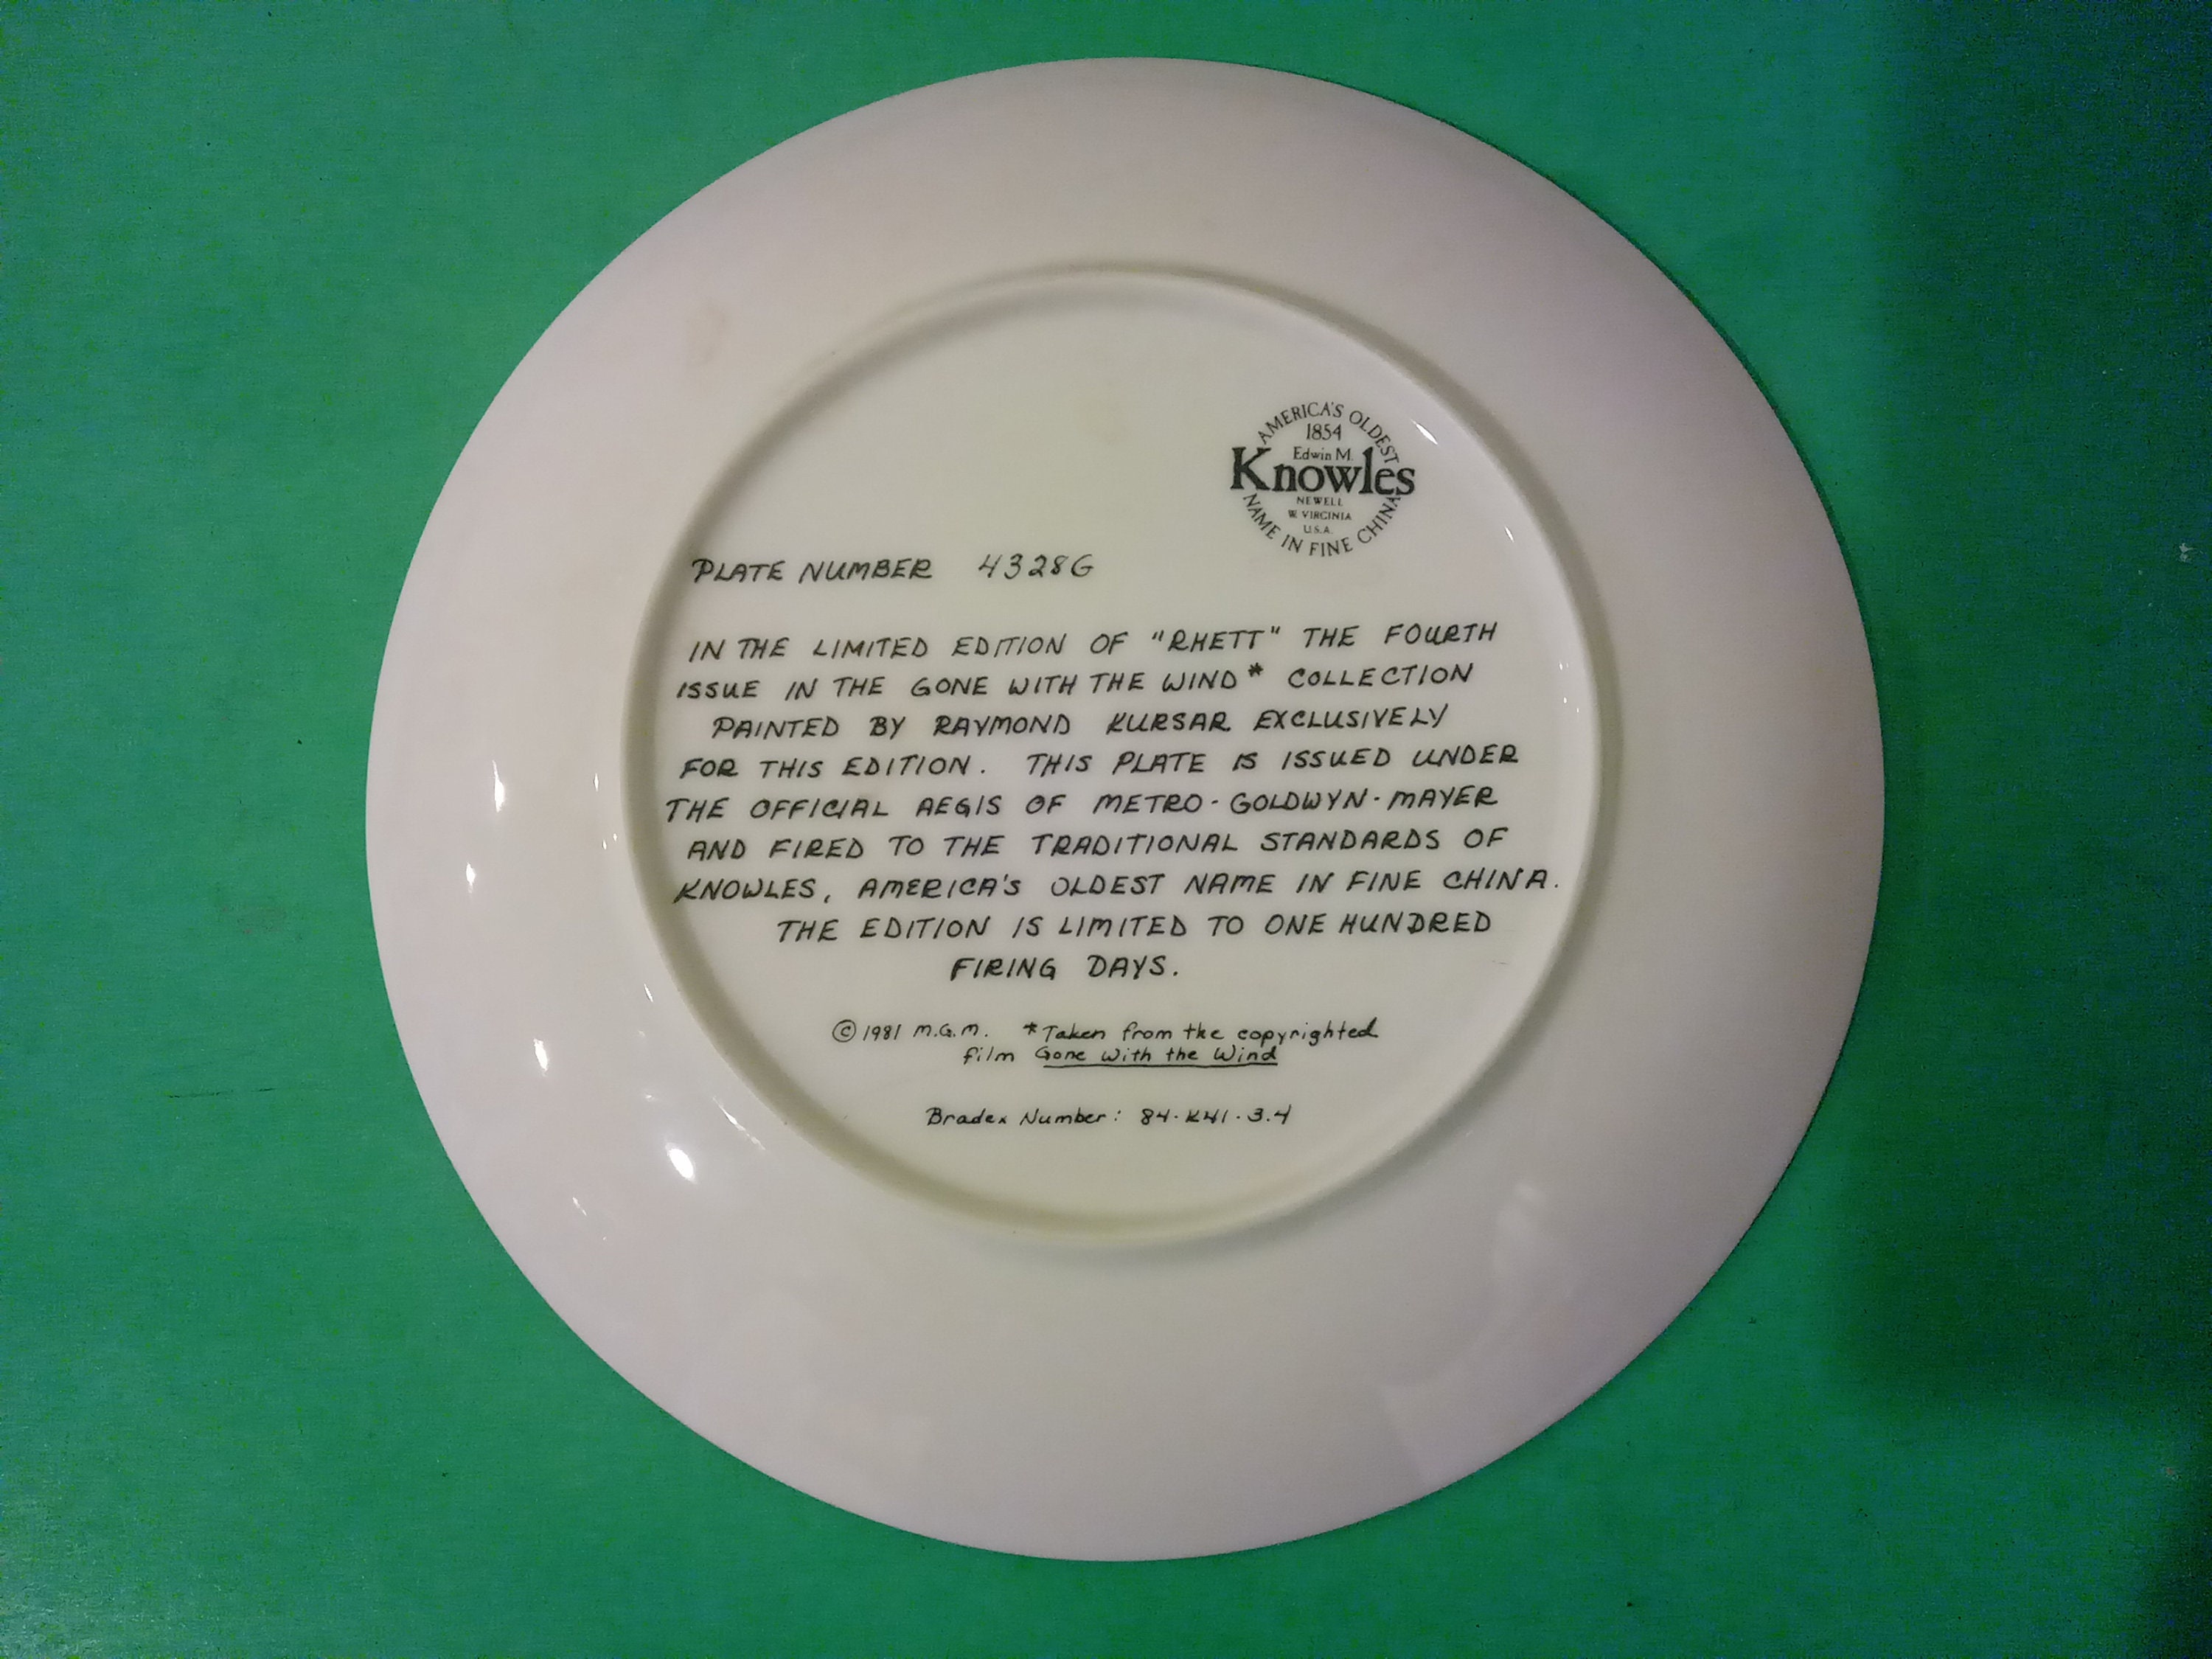 AMERICA'S OLDEST
1854
Edwin M.
Knowles
NEWELL
W. VIRGINIA
U.S.A.
NAME IN FINE CHINA
PLATE NUMBER 4328G
IN THE LIMITED EDITION OF "RHETT" THE FOURTH
ISSUE IN THE GONE WITH THE WIND* COLLECTION
PAINTED BY RAYMOND KURSAR EXCLUSIVELY
FOR THIS EDITION. THIS PLATE IS ISSUED UNDER
THE OFFICIAL AEGIS OF METRO-GOLDWYN-MAYER
AND FIRED TO THE TRADITIONAL STANDARDS OF
KNOWLES, AMERICA'S OLDEST NAME IN FINE CHINA.
THE EDITION IS LIMITED TO ONE HUNDRED
FIRING DAYS.
© 1981 M.G.M. *Taken from the copyrighted
film Gone With the Wind
Bradex Number: 84-K41-3.4